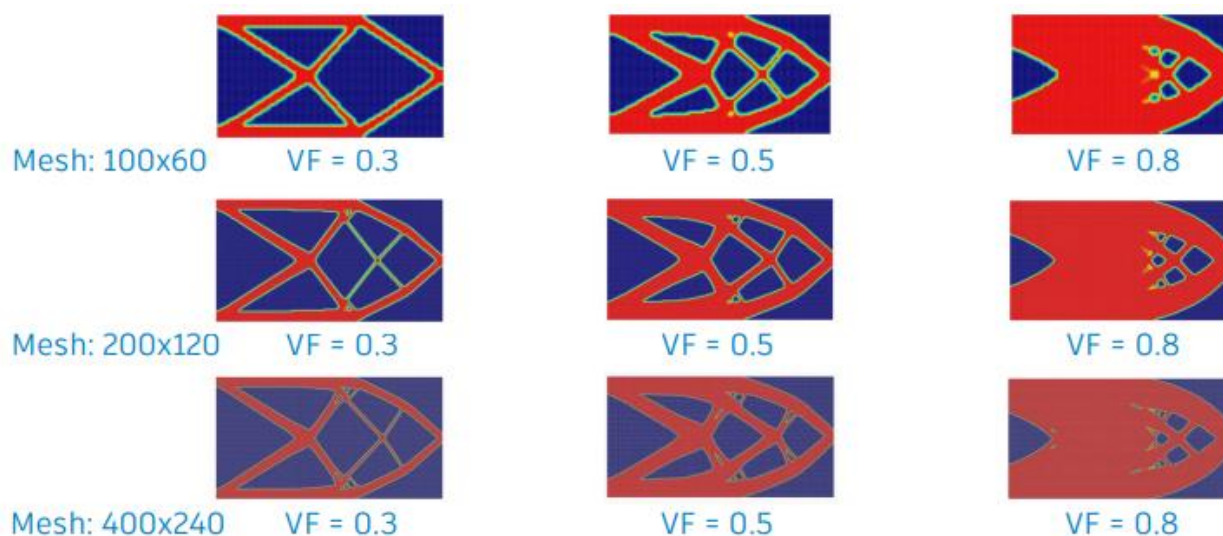 Mesh: 100x60 VF = 0.3 VF = 0.5 VF = 0.8
Mesh: 200x120 VF = 0.3 VF = 0.5 VF = 0.8
Mesh: 400x240 VF = 0.3 VF = 0.5 VF = 0.8